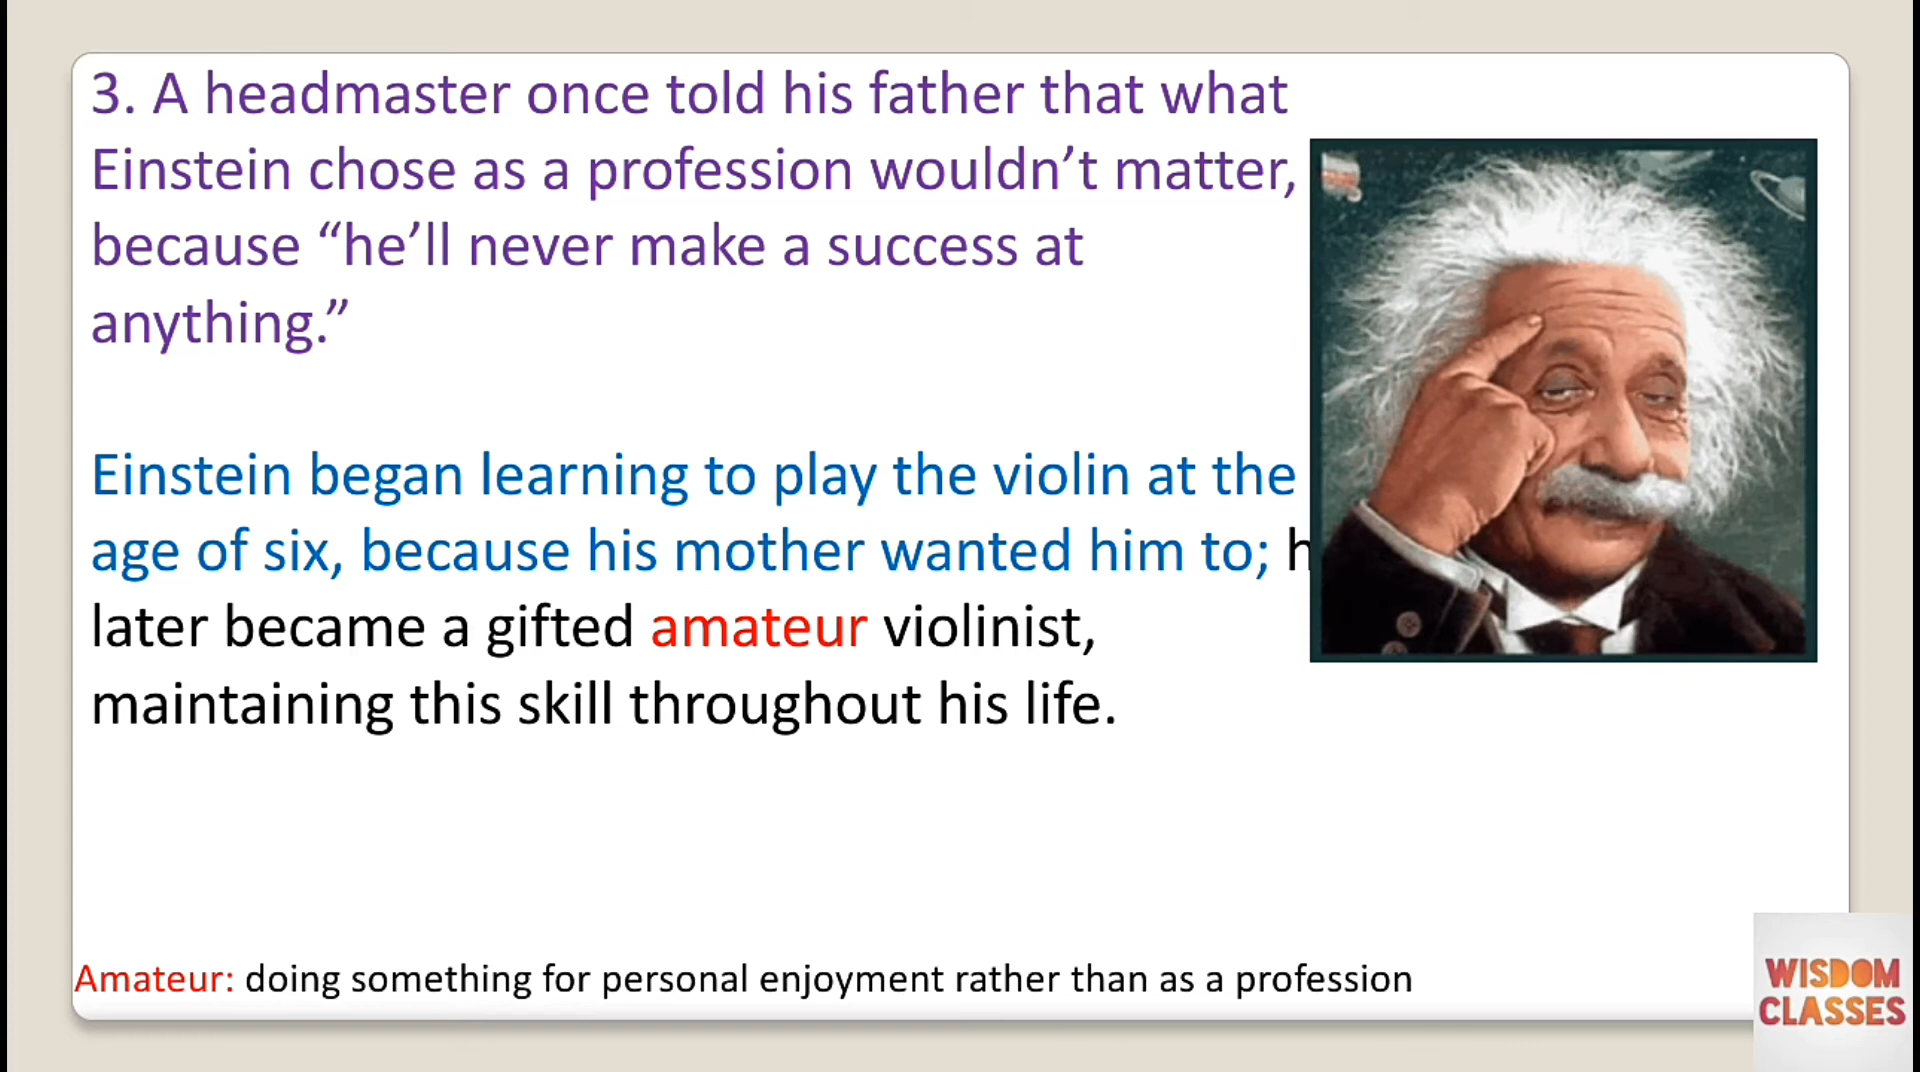 3. A headmaster once told his father that what
Einstein chose as a profession wouldn’t matter,
because “he’ll never make a success at
anything.”
Einstein began learning to play the violin at the
age of six, because his mother wanted him to; h
later became a gifted amateur violinist,
maintaining this skill throughout his life.
Amateur: doing something for personal enjoyment rather than as a profession
WISDOM
CLASSES